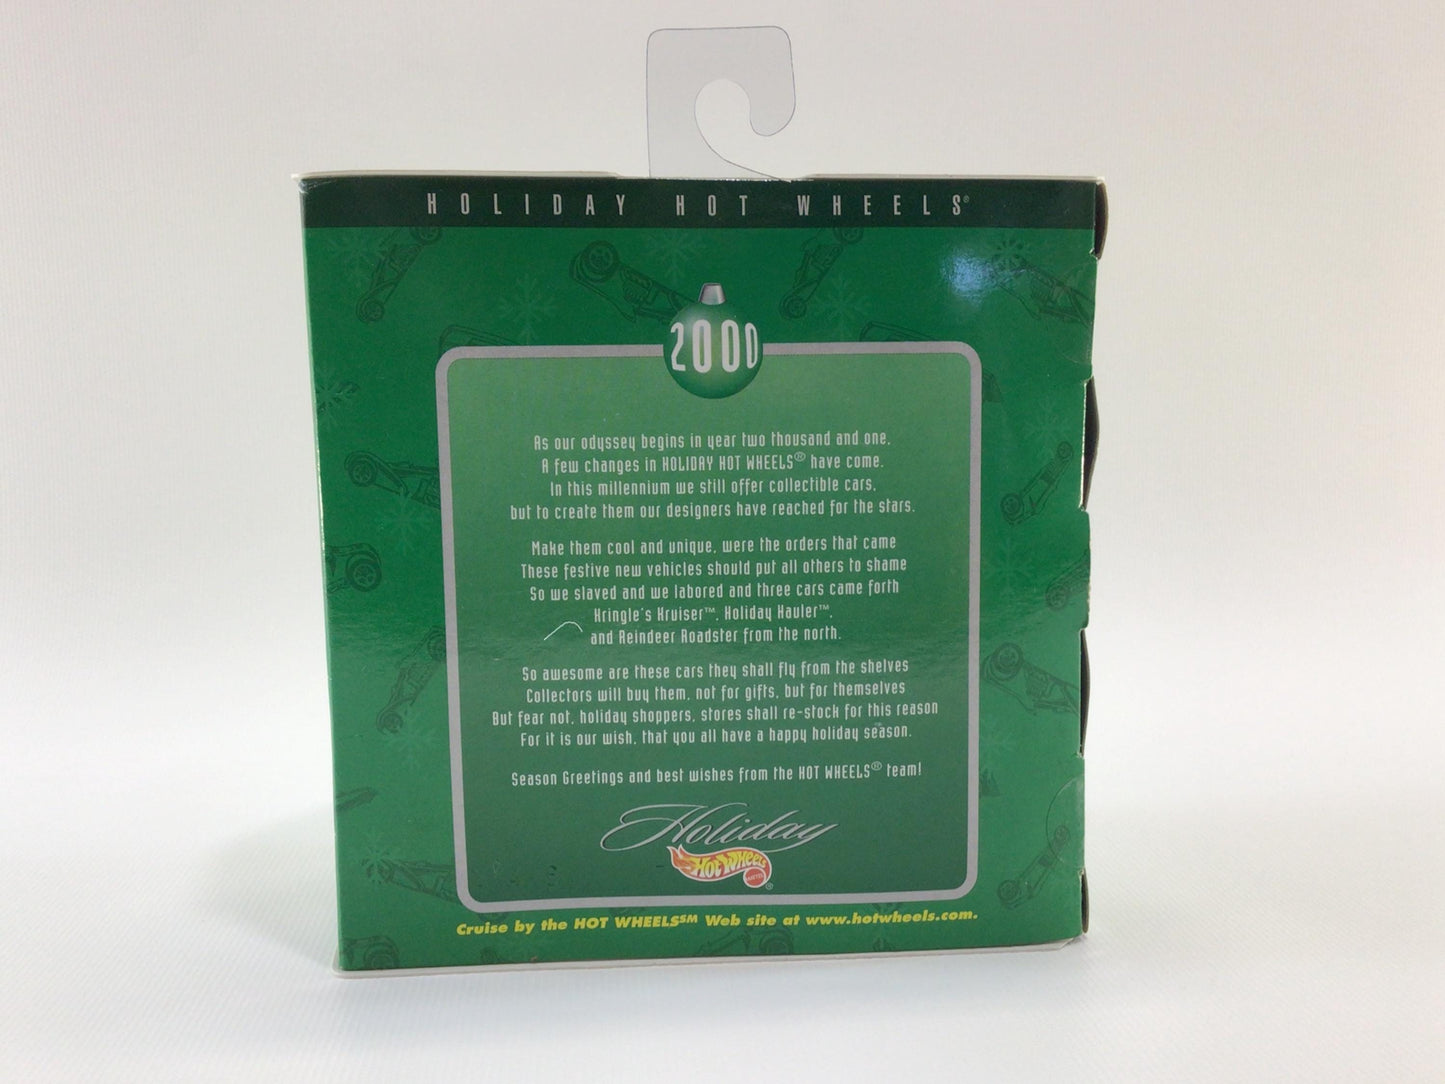 HOLIDAY HOT WHEELS®
2000
As our odyssey begins in year two thousand and one,
A few changes in HOLIDAY HOT WHEELS® have come.
In this millennium we still offer collectible cars,
but to create them our designers have reached for the stars.
Make them cool and unique, were the orders that came
These festive new vehicles should put all others to shame
So we slaved and we labored and three cars came forth
Kringle's Kruiser™, Holiday Hauler™,
and Reindeer Roadster from the north.
So awesome are these cars they shall fly from the shelves
Collectors will buy them, not for gifts, but for themselves
But fear not, holiday shoppers, stores shall re-stock for this reason
For it is our wish, that you all have a happy holiday season.
Season Greetings and best wishes from the HOT WHEELS® team!
Holiday
Hot Wheels
MATTEL ®
Cruise by the HOT WHEELS℠ Web site at www.hotwheels.com.